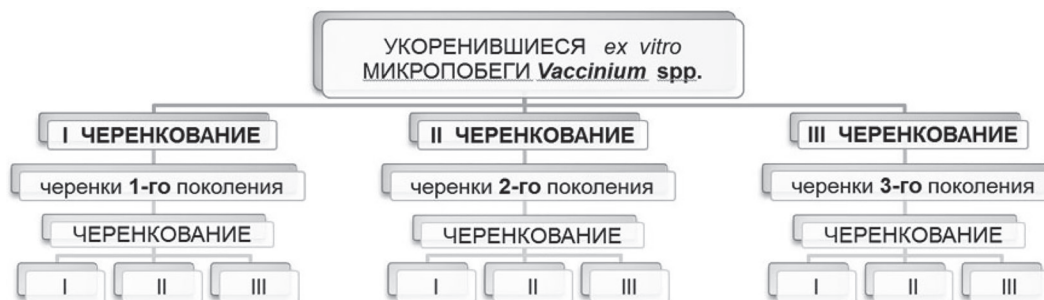 УКОРЕНИВШИЕСЯ ex vitro
МИКРОПОБЕГИ Vaccinium spp.
I ЧЕРЕНКОВАНИЕ
II ЧЕРЕНКОВАНИЕ
III ЧЕРЕНКОВАНИЕ
черенки 1-го поколения
черенки 2-го поколения
черенки 3-го поколения
ЧЕРЕНКОВАНИЕ
ЧЕРЕНКОВАНИЕ
ЧЕРЕНКОВАНИЕ
I II III
I II III
I II III